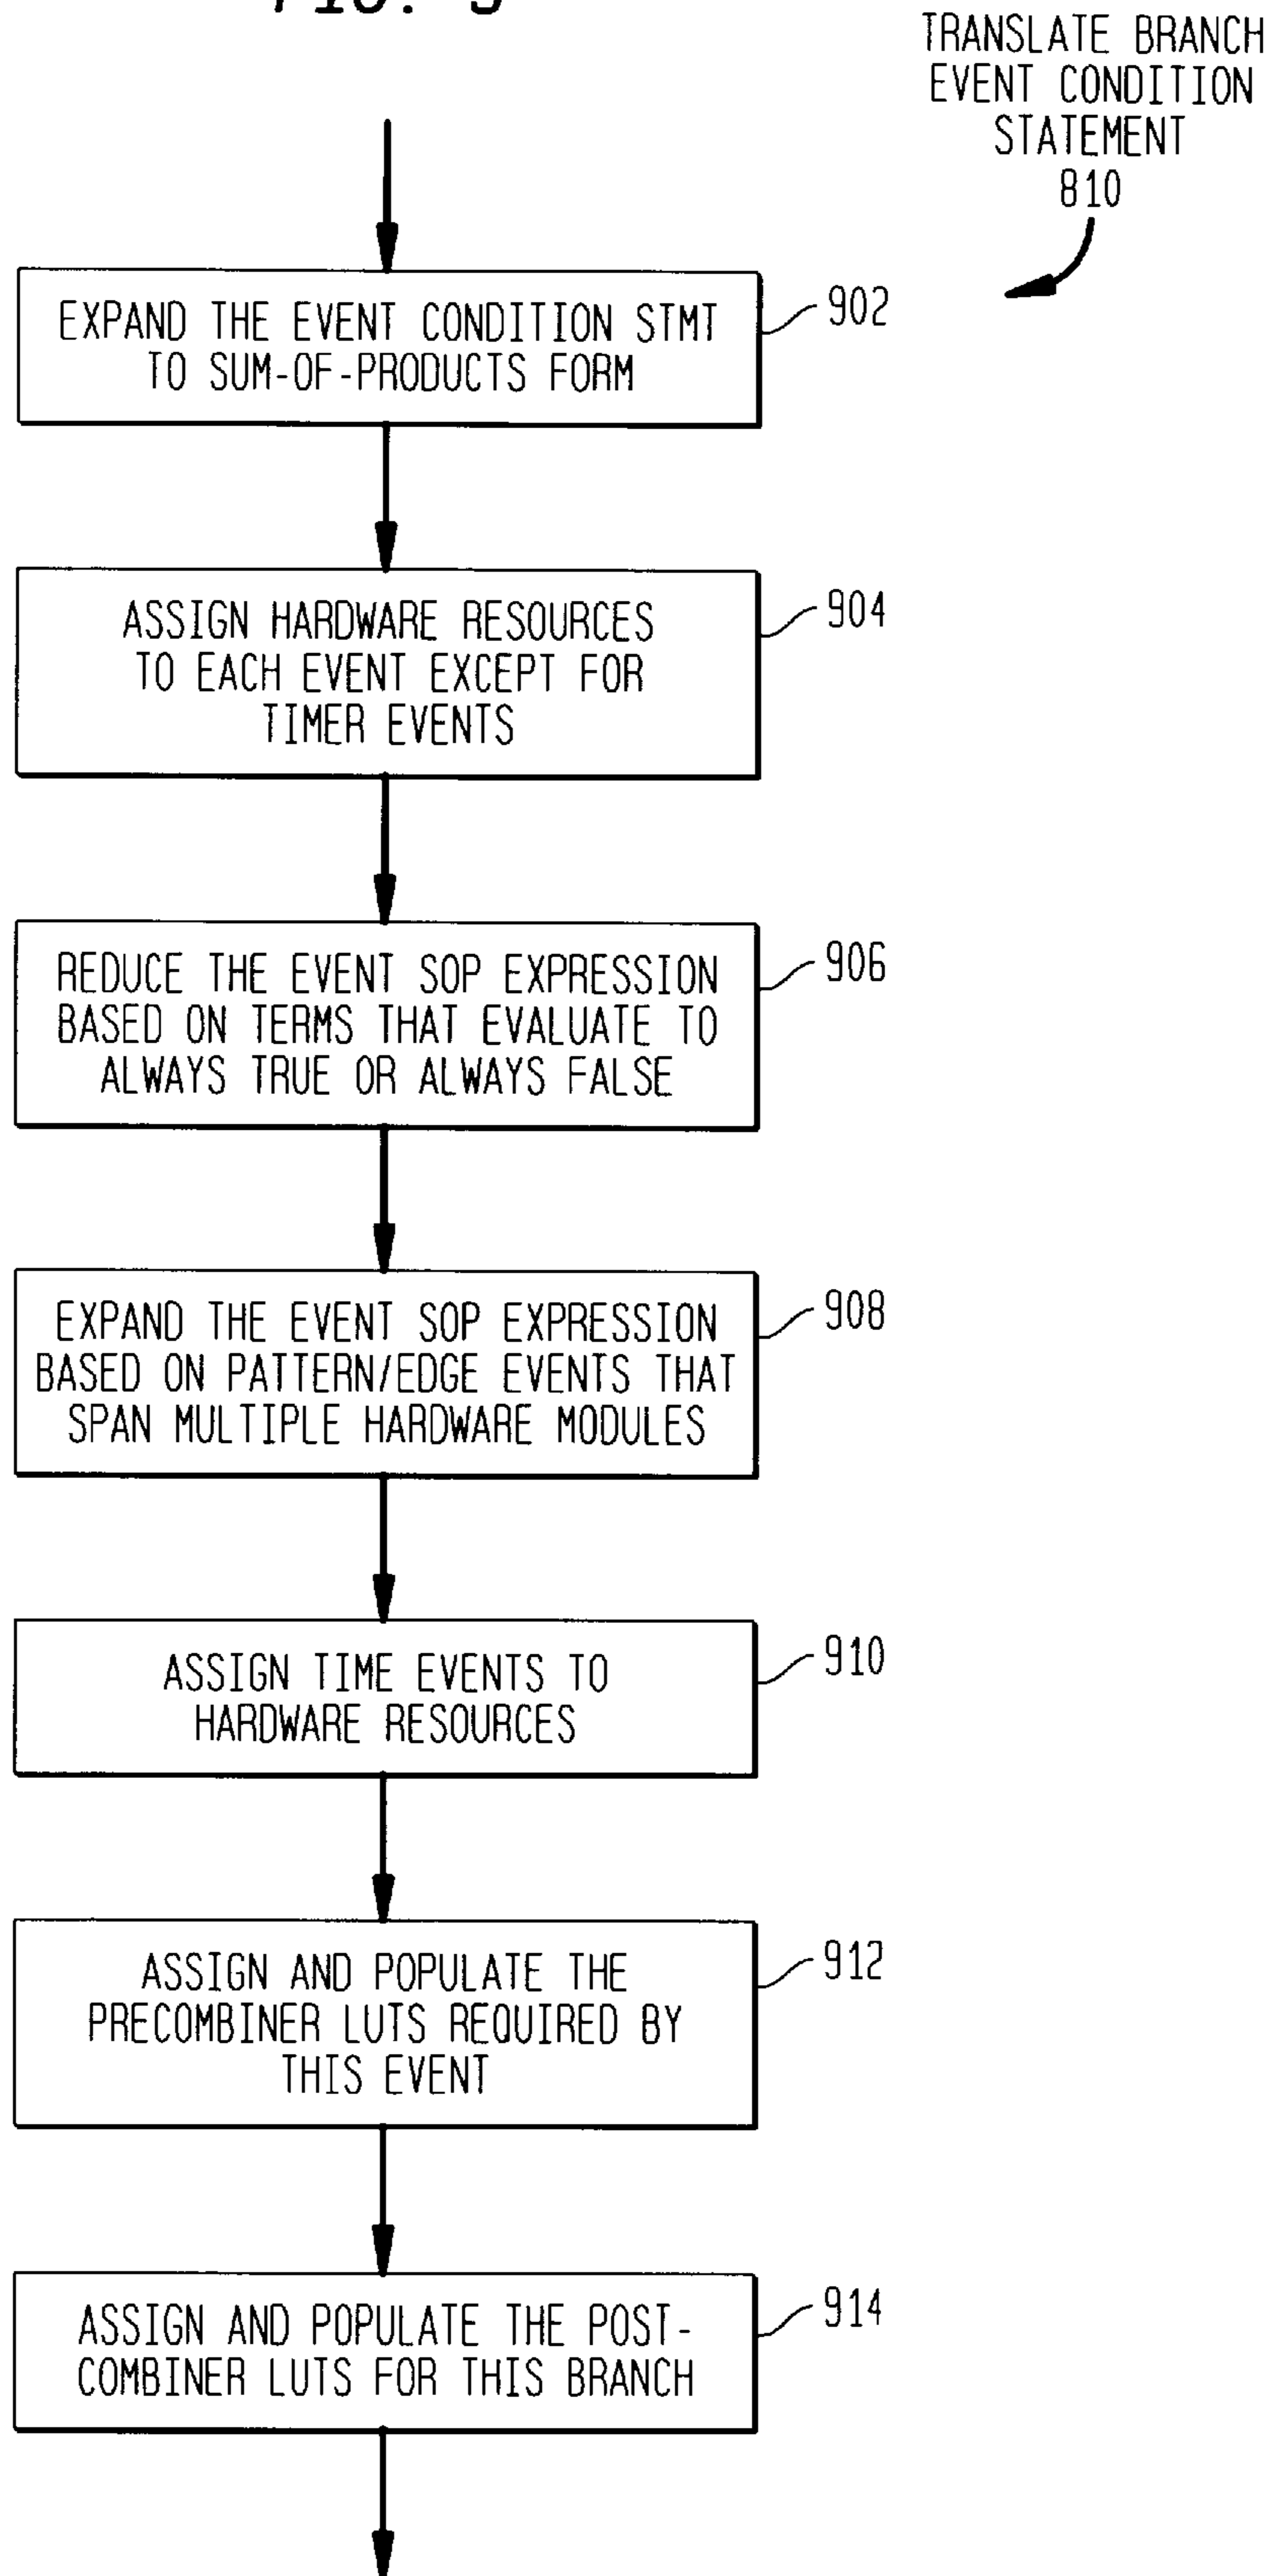 TRANSLATE BRANCH
EVENT CONDITION
STATEMENT
810
EXPAND THE EVENT CONDITION STMT
TO SUM-OF-PRODUCTS FORM
902
ASSIGN HARDWARE RESOURCES
TO EACH EVENT EXCEPT FOR
TIMER EVENTS
904
REDUCE THE EVENT SOP EXPRESSION
BASED ON TERMS THAT EVALUATE TO
ALWAYS TRUE OR ALWAYS FALSE
906
EXPAND THE EVENT SOP EXPRESSION
BASED ON PATTERN/EDGE EVENTS THAT
SPAN MULTIPLE HARDWARE MODULES
908
ASSIGN TIME EVENTS TO
HARDWARE RESOURCES
910
ASSIGN AND POPULATE THE
PRECOMBINER LUTS REQUIRED BY
THIS EVENT
912
ASSIGN AND POPULATE THE POST-
COMBINER LUTS FOR THIS BRANCH
914